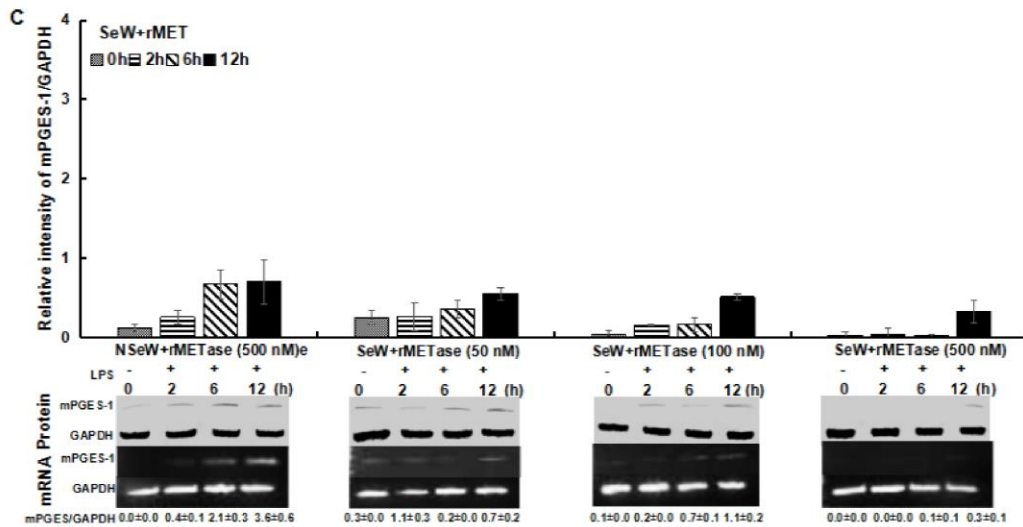 C
SeW+rMET
0h 2h 6h 12h
Relative intensity of mPGES-1/GAPDH
4
3
2
1
0
NSeW+rMETase (500 nM)e SeW+rMETase (50 nM) SeW+rMETase (100 nM) SeW+rMETase (500 nM)
LPS - + + + - + + + - + + + - + + +
0 2 6 12 (h) 0 2 6 12 (h) 0 2 6 12 (h) 0 2 6 12 (h)
mRNA Protein
mPGES-1
GAPDH
mPGES-1
GAPDH
mPGES/GAPDH 0.0±0.0 0.4±0.1 2.1±0.3 3.6±0.6 0.3±0.0 1.1±0.3 0.2±0.0 0.7±0.2 0.1±0.0 0.2±0.0 0.7±0.1 1.1±0.2 0.0±0.0 0.0±0.0 0.1±0.1 0.3±0.1